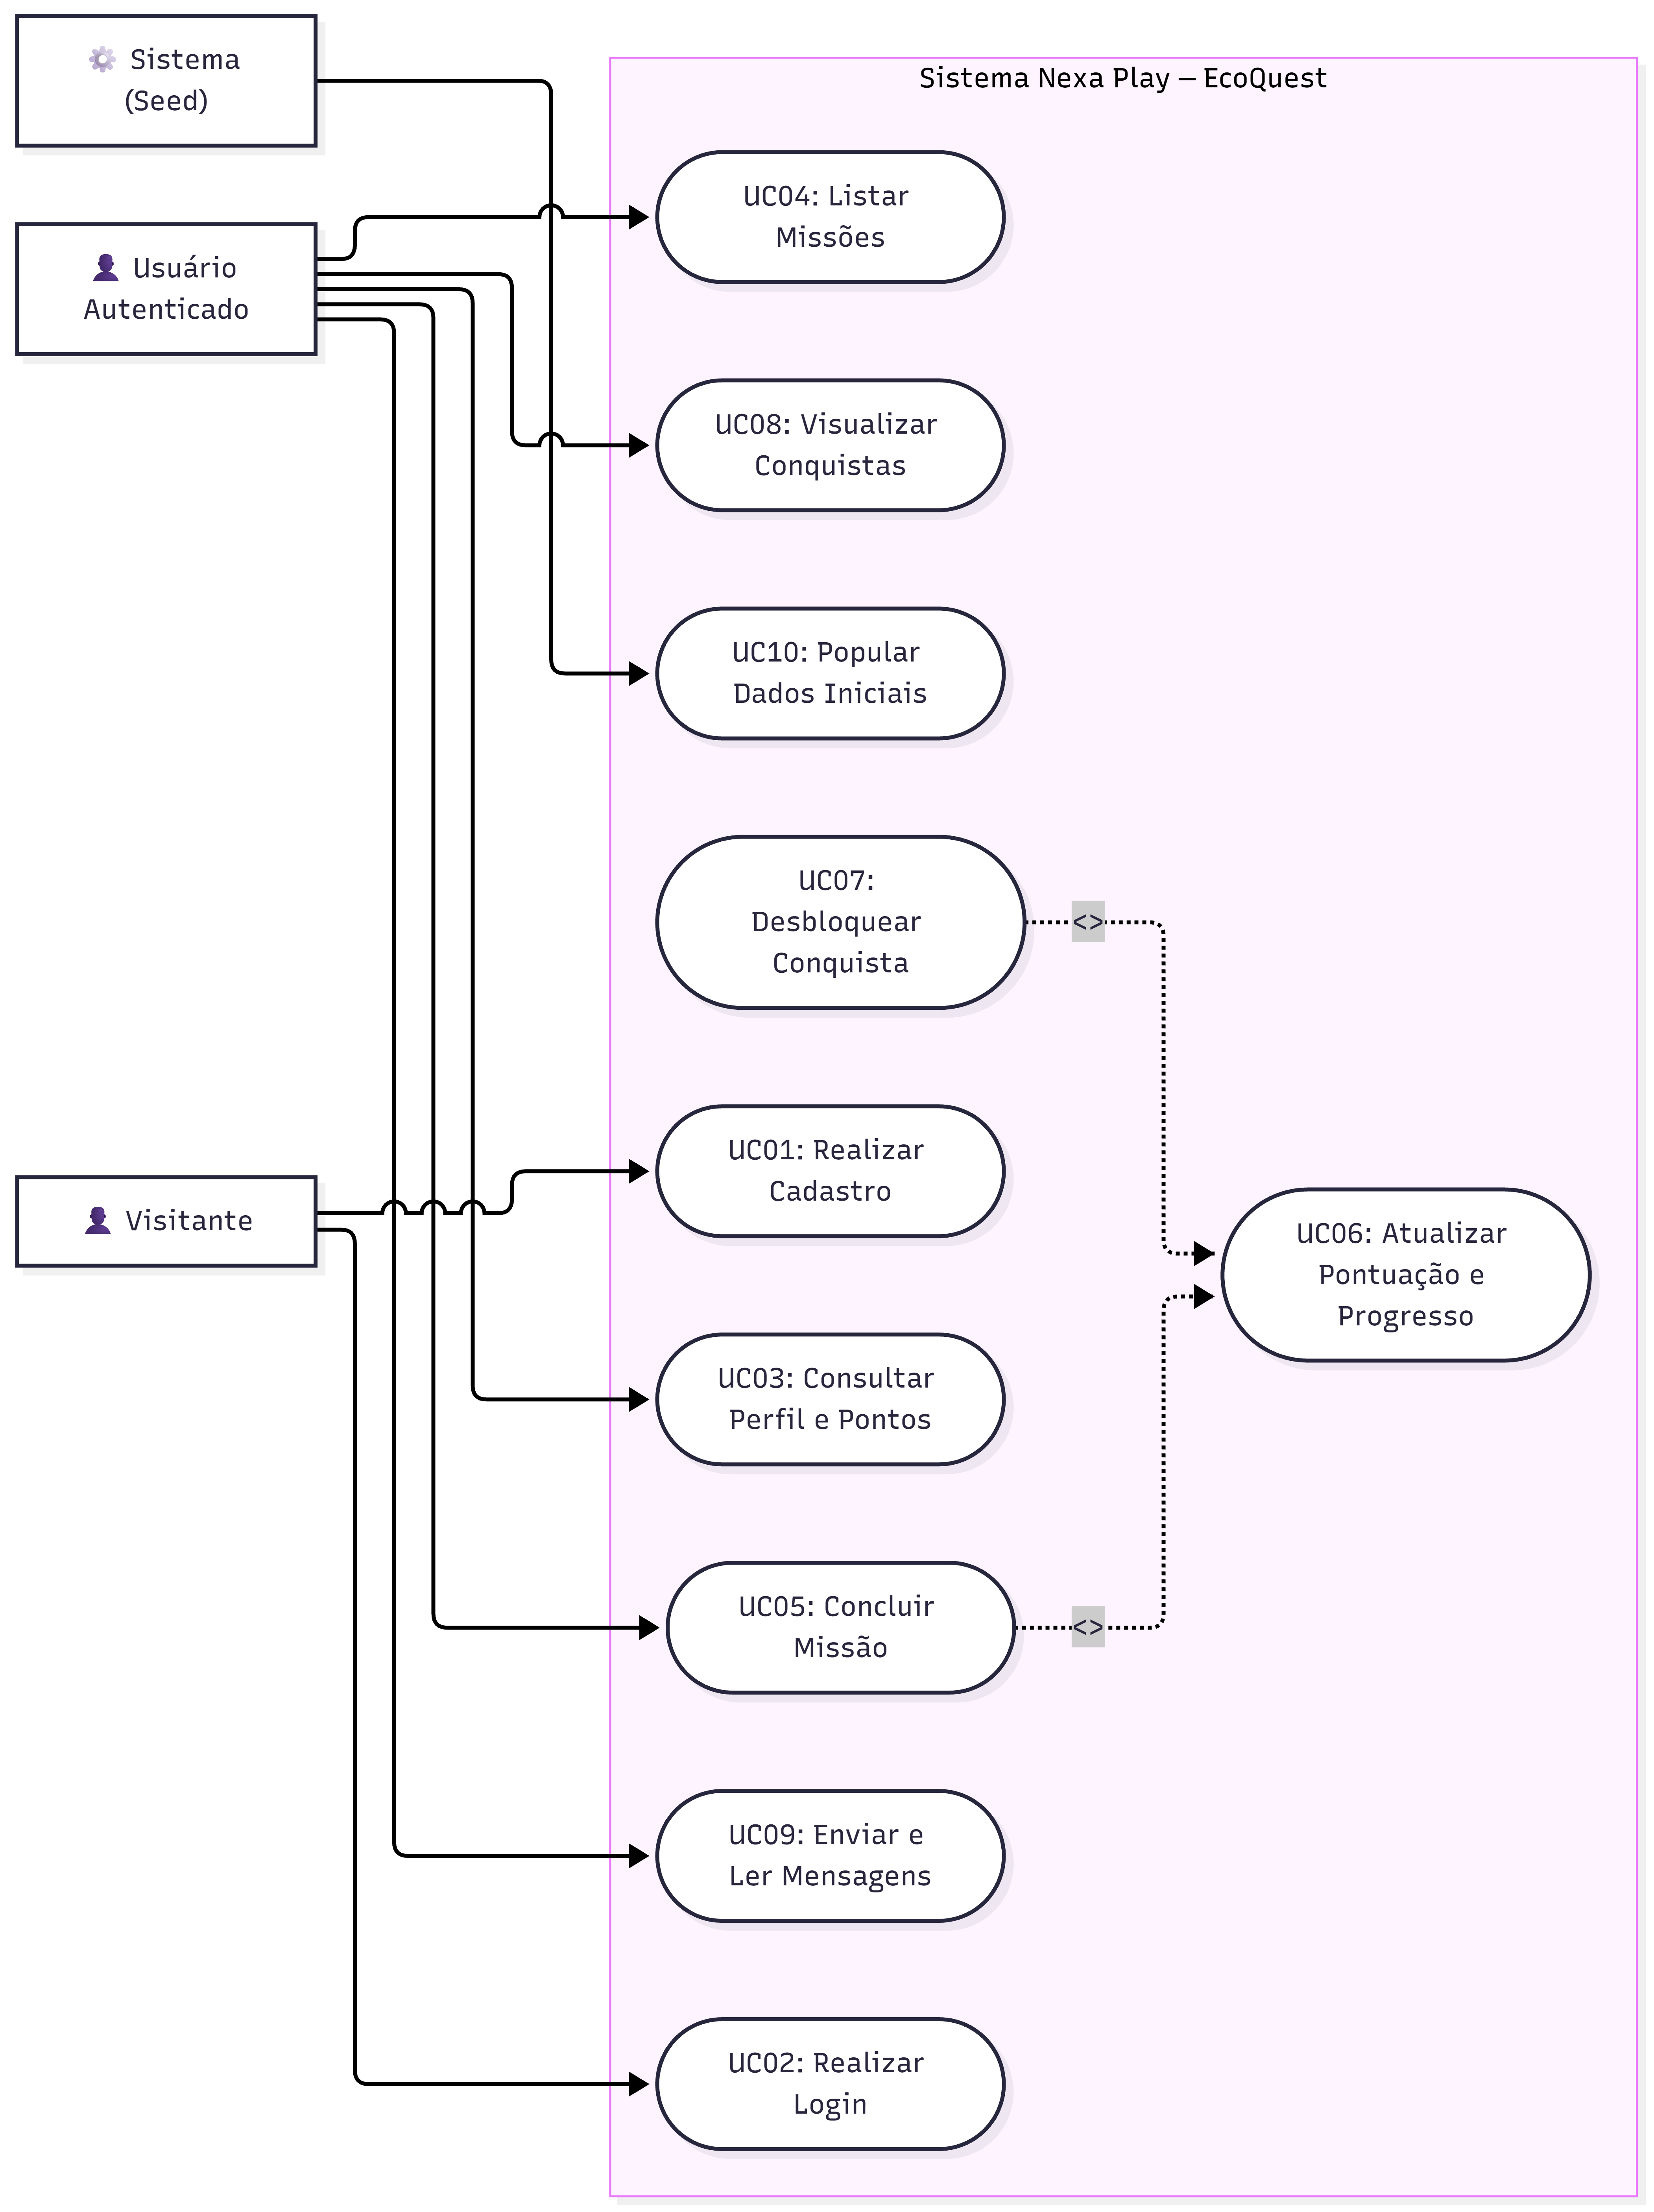 Sistema
(Seed)
Usuário
Autenticado
Visitante
Sistema Nexa Play – EcoQuest
UC04: Listar
Missões
UC08: Visualizar
Conquistas
UC10: Popular
Dados Iniciais
UC07:
Desbloquear
Conquista
<>
UC01: Realizar
Cadastro
UC06: Atualizar
Pontuação e
Progresso
UC03: Consultar
Perfil e Pontos
UC05: Concluir
Missão
<>
UC09: Enviar e
Ler Mensagens
UC02: Realizar
Login